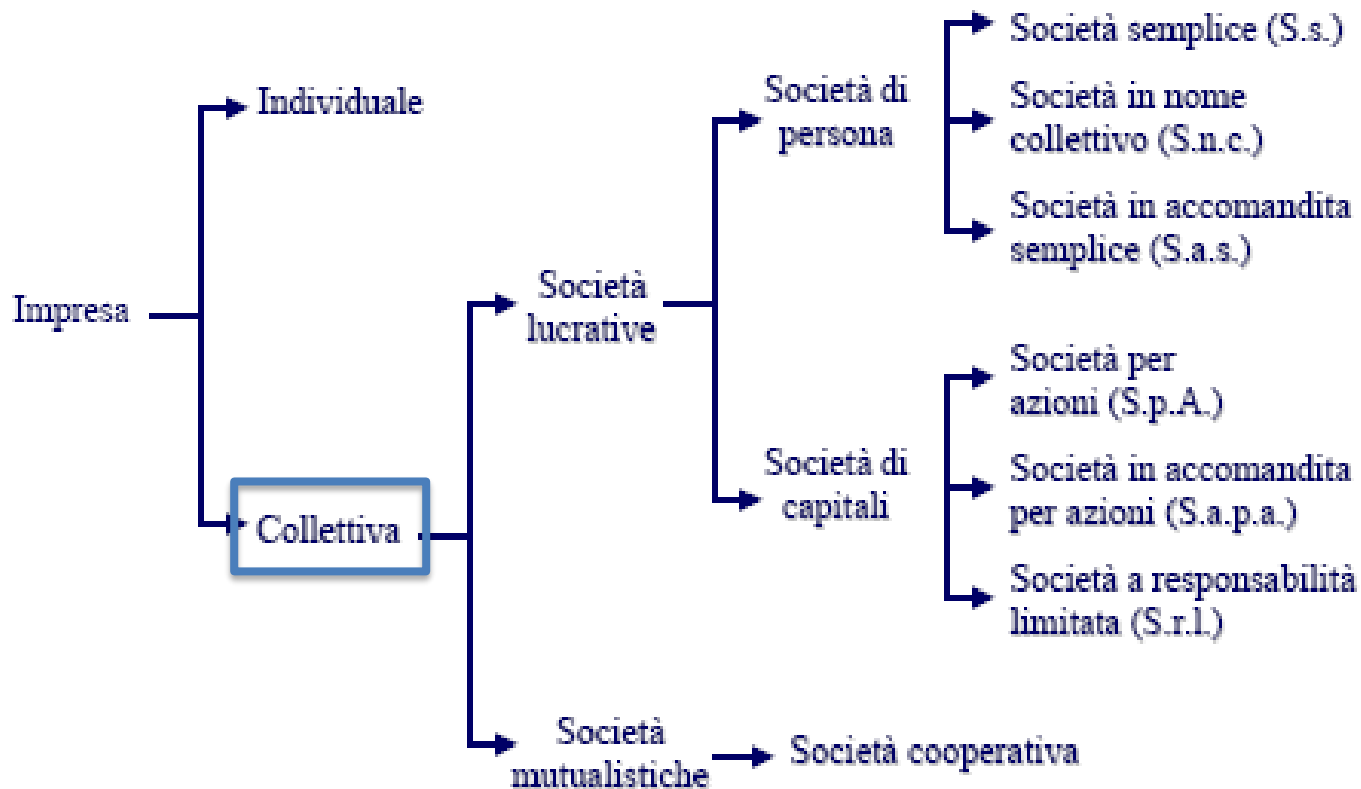 Impresa
Individuale
Collettiva
Società
lucrative
Società
mutualistiche
Società di
persona
Società di
capitali
Società cooperativa
Società semplice (S.s.)
Società in nome
collettivo (S.n.c.)
Società in accomandita
semplice (S.a.s.)
Società per
azioni (S.p.A.)
Società in accomandita
per azioni (S.a.p.a.)
Società a responsabilità
limitata (S.r.l.)